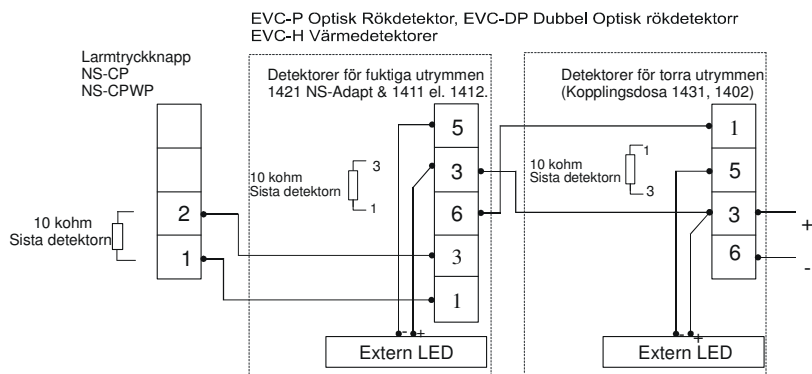 EVC-P Optisk Rökdetektor, EVC-DP Dubbel Optisk rökdetektorr
EVC-H Värmedetektorer
Larmtryckknapp
NS-CP
NS-CPWP
2
1
10 kohm
Sista detektorn
Detektorer för fuktiga utrymmen
1421 NS-Adapt & 1411 el. 1412.
5
3
6
3
1
3
10 kohm
Sista detektorn
1
- +
Extern LED
Detektorer för torra utrymmen
(Kopplingsdosa 1431, 1402)
1
5
3
6
1
10 kohm
Sista detektorn
3
- +
Extern LED
+
-